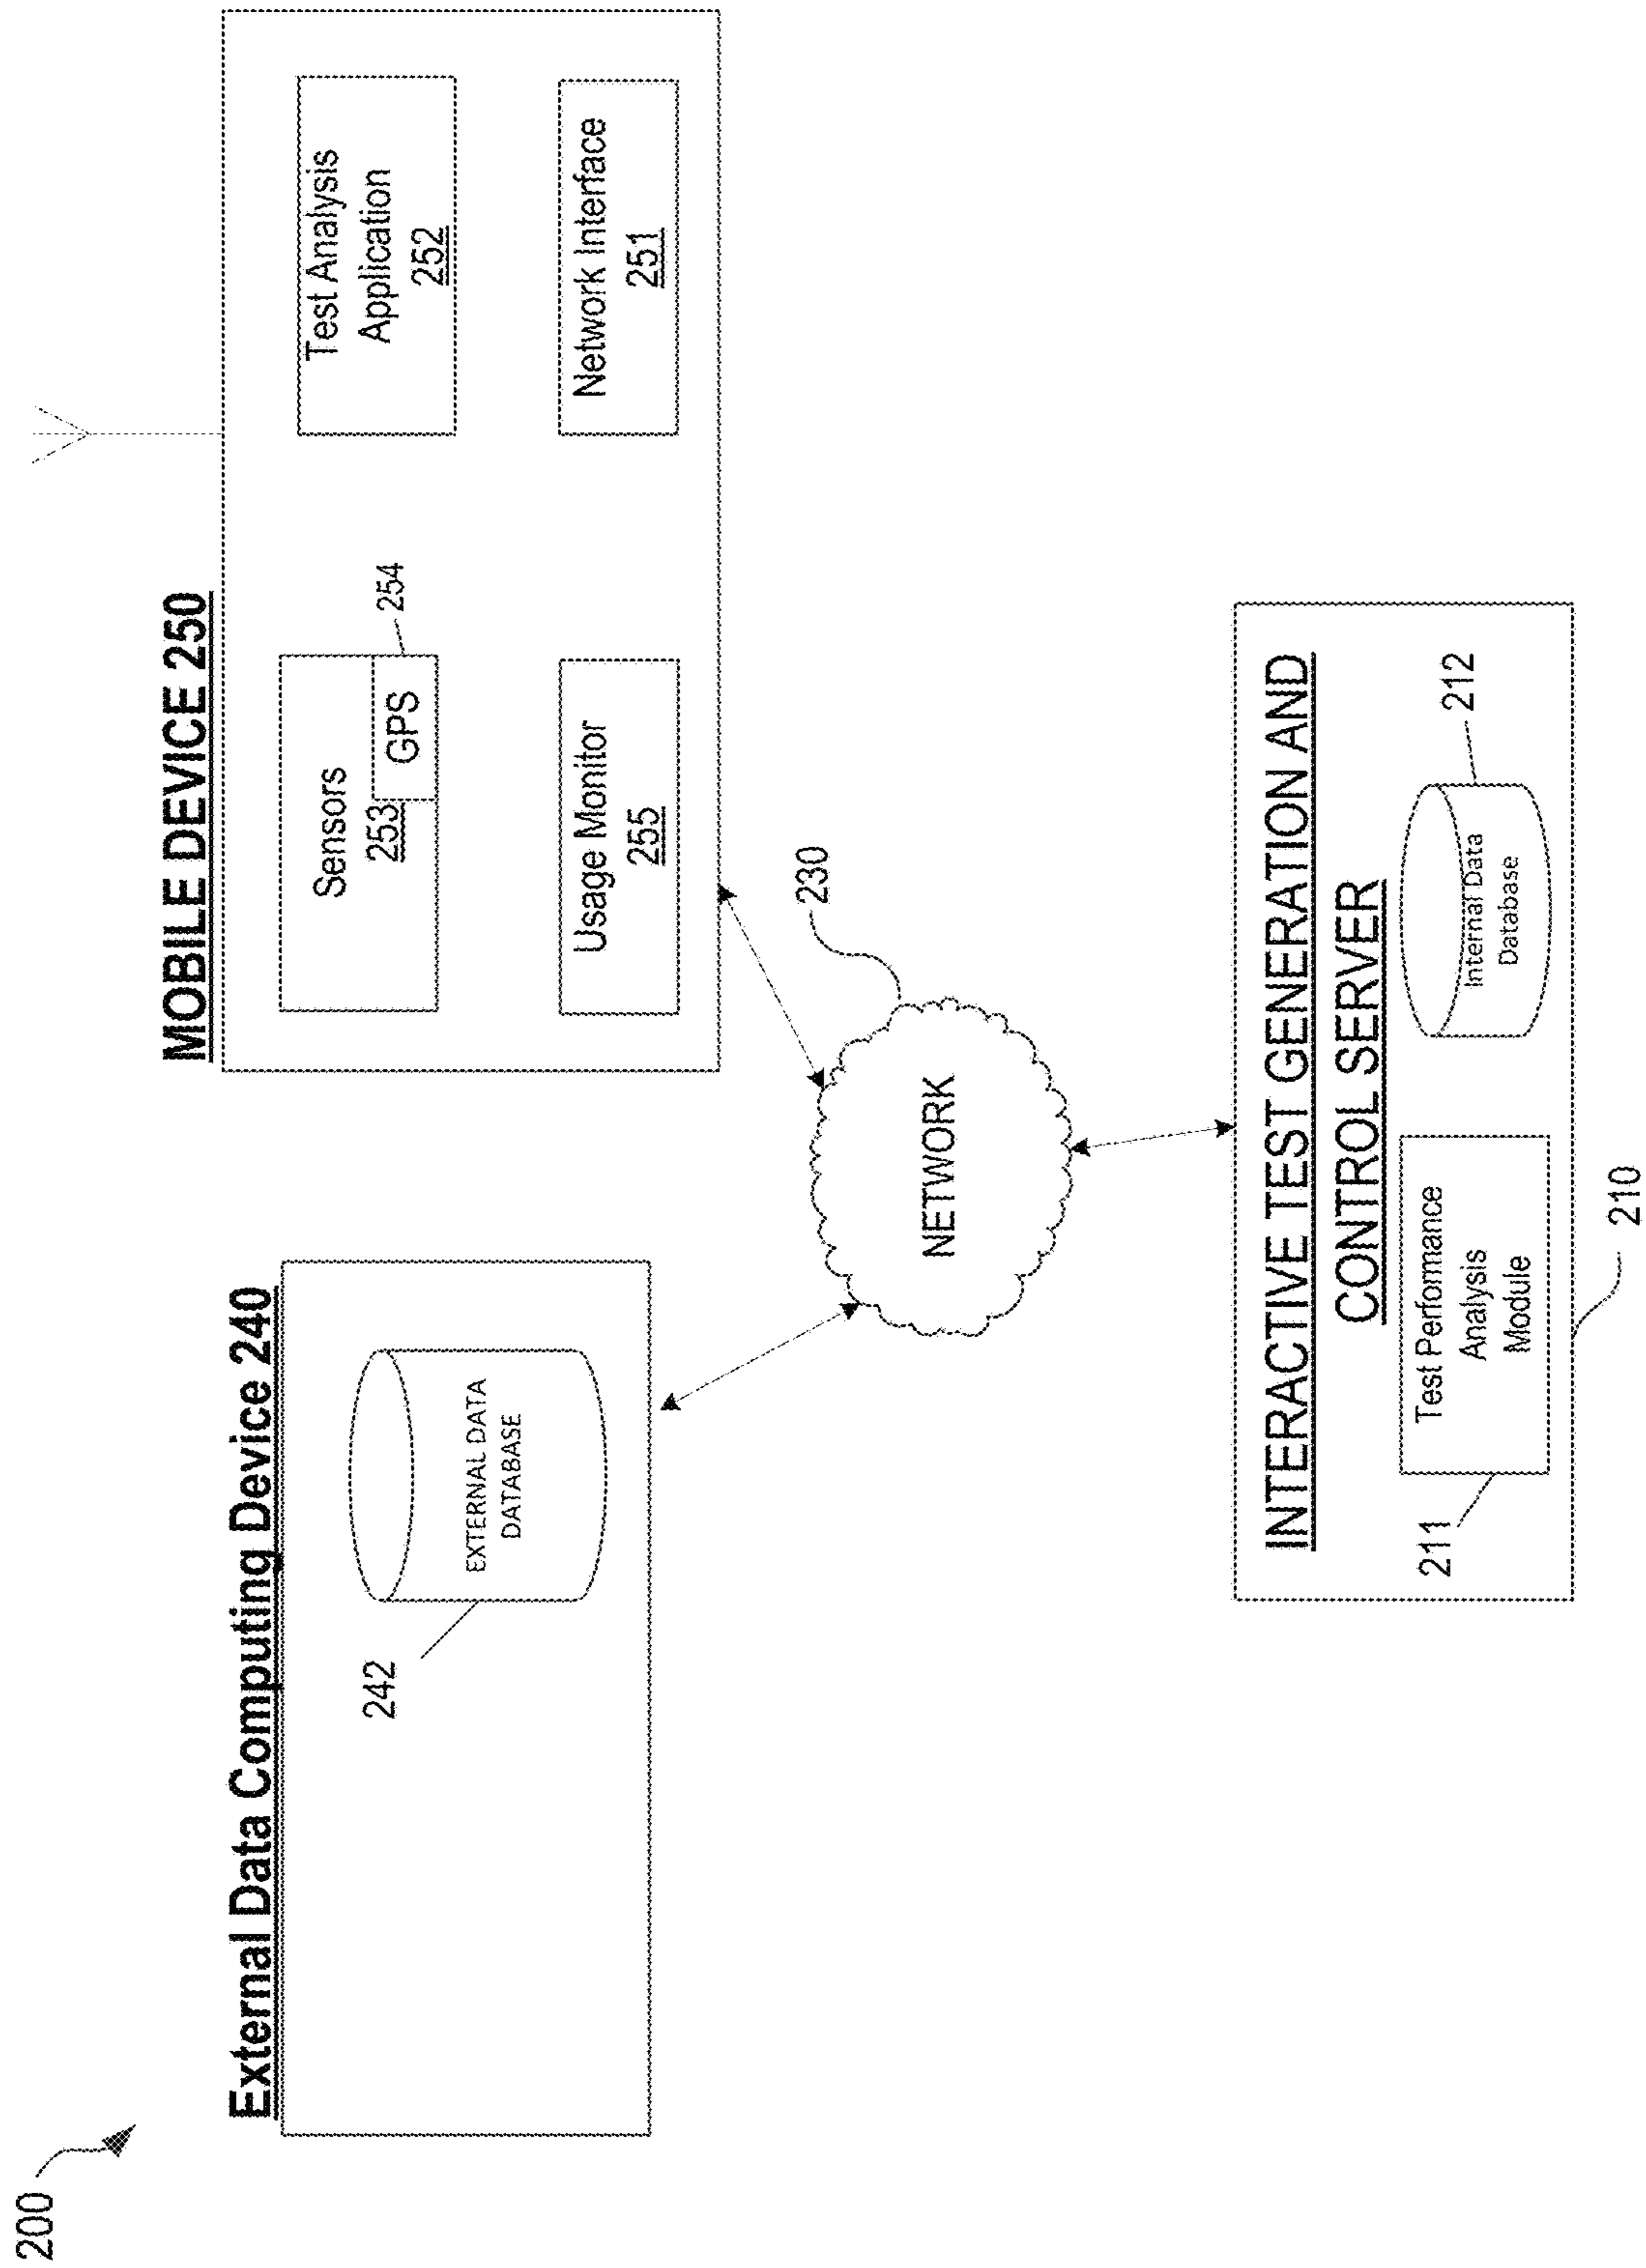 200
External Data Computing Device 240
242
EXTERNAL DATA
DATABASE
MOBILE DEVICE 250
Sensors
253
GPS
254
Test Analysis
Application
252
Usage Monitor
255
Network Interface
251
230
NETWORK
INTERACTIVE TEST GENERATION AND
CONTROL SERVER
211
Test Performance
Analysis
Module
Internal Data
Database
212
210